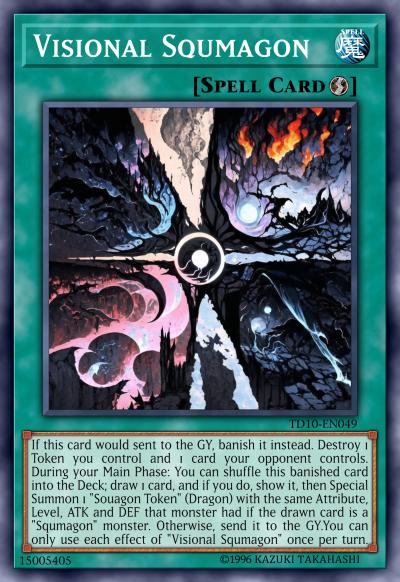 Visional Squmagon
SPELL
魔
[Spell Card]
TD10-EN049
If this card would sent to the GY, banish it instead. Destroy 1
Token you control and 1 card your opponent controls.
During your Main Phase: You can shuffle this banished card
into the Deck; draw 1 card, and if you do, show it, then Special
Summon 1 "Souagon Token" (Dragon) with the same Attribute,
Level, ATK and DEF that monster had if the drawn card is a
"Squmagon" monster. Otherwise, send it to the GY.You can
only use each effect of "Visional Squmagon" once per turn.
15005405
©1996 KAZUKI TAKAHASHI